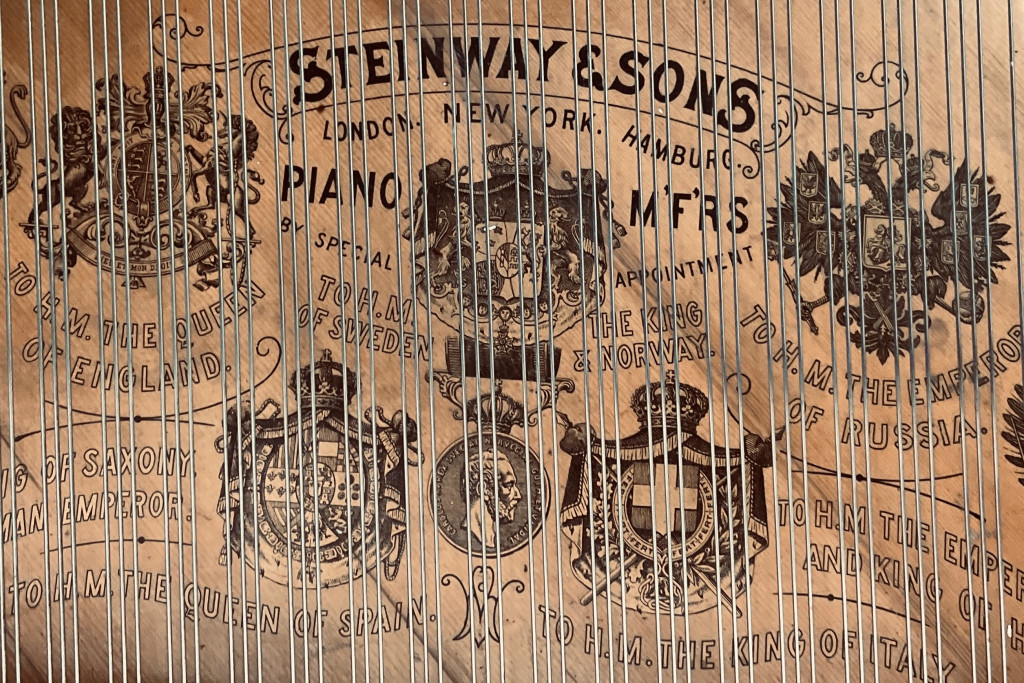 STEINWAY & SONS
LONDON. NEW YORK. HAMBURG.
PIANO M'F'RS
BY SPECIAL APPOINTMENT
TO H.M. THE QUEEN
OF ENGLAND.
TO H.M. THE KING
OF SWEDEN & NORWAY.
TO H.M. THE EMPEROR
OF RUSSIA.
OF SAXONY.
EMPEROR.
TO H.M. THE QUEEN OF SPAIN.
TO H.M. THE KING OF ITALY
TO H.M. THE EMPER
AND KING OF H